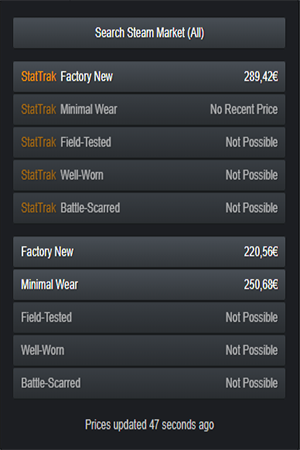 Search Steam Market (All)
StatTrak Factory New 289,42€
StatTrak Minimal Wear No Recent Price
StatTrak Field-Tested Not Possible
StatTrak Well-Worn Not Possible
StatTrak Battle-Scarred Not Possible
Factory New 220,56€
Minimal Wear 250,68€
Field-Tested Not Possible
Well-Worn Not Possible
Battle-Scarred Not Possible
Prices updated 47 seconds ago